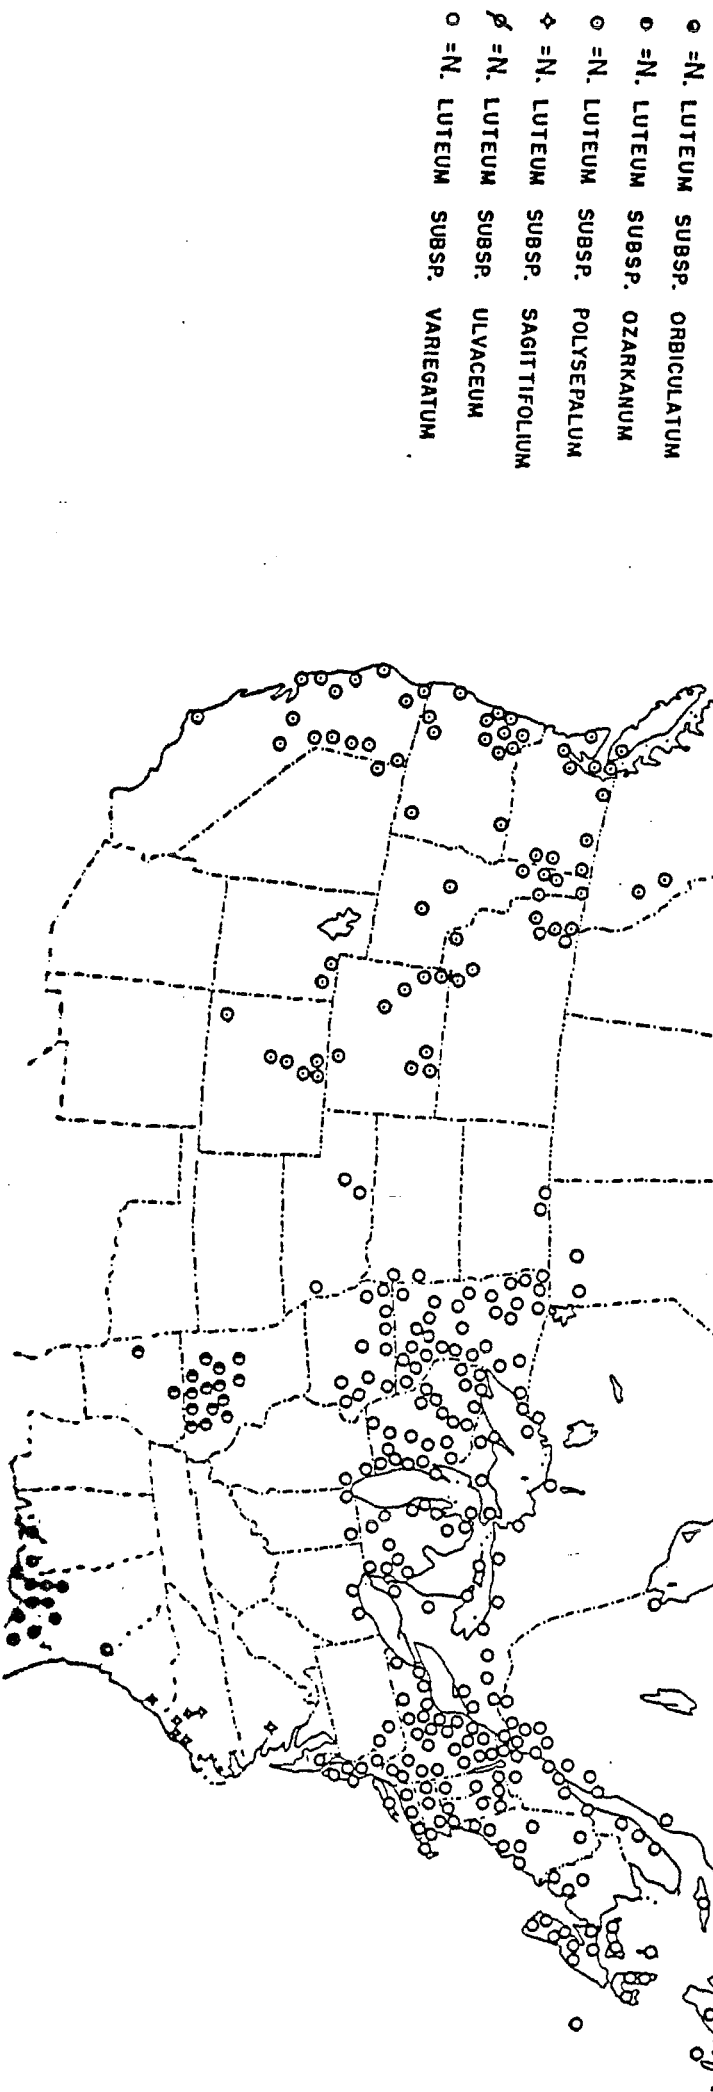 =N. LUTEUM SUBSP. ORBICULATUM
=N. LUTEUM SUBSP. OZARKANUM
=N. LUTEUM SUBSP. POLYSEPALUM
=N. LUTEUM SUBSP. SAGITTIFOLIUM
=N. LUTEUM SUBSP. ULVACEUM
=N. LUTEUM SUBSP. VARIEGATUM